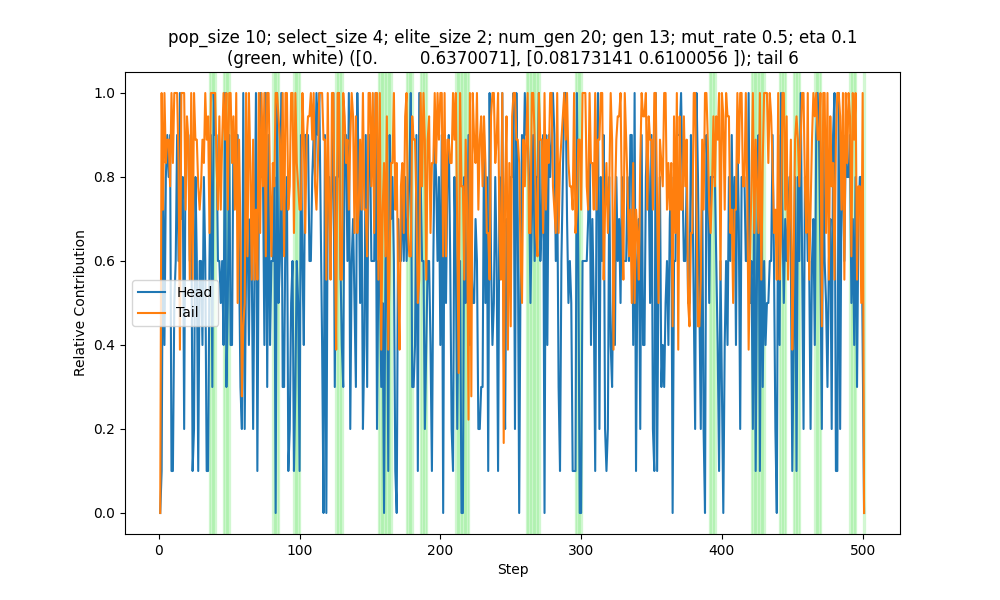 pop_size 10; select_size 4; elite_size 2; num_gen 20; gen 13; mut_rate 0.5; eta 0.1
(green, white) ([0.        0.6370071], [0.08173141 0.6100056 ]); tail 6
1.0
0.8
0.6
0.4
0.2
0.0
Relative Contribution
Head
Tail
0
100
200
300
400
500
Step